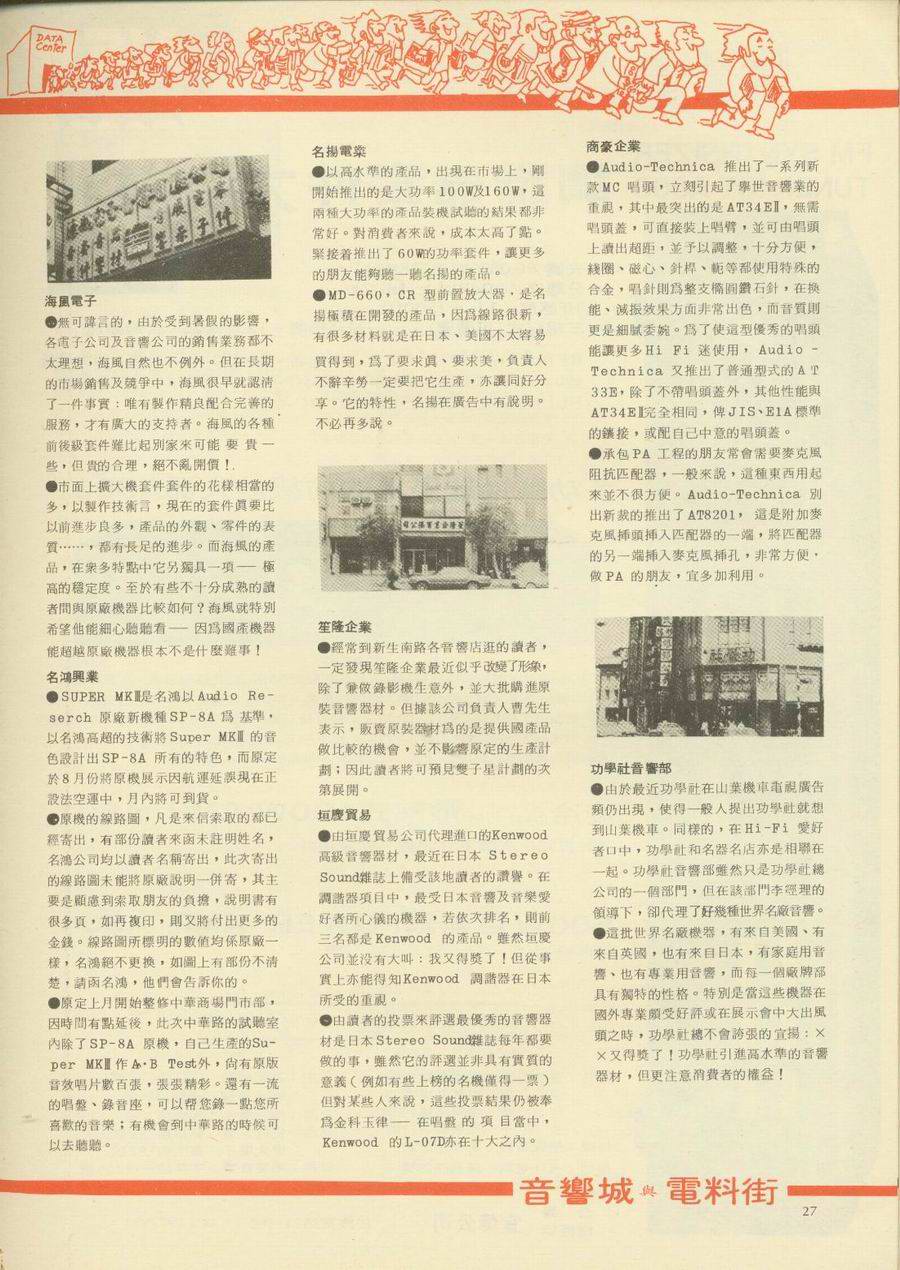 DATA
Center
海風電子
●無可諱言的，由於受到暑假的影響，
各電子公司及音響公司的銷售業務都不
太理想，海風自然也不例外。但在長期
的市場銷售及競爭中，海風很早就認清
了一件事實：唯有製作精良配合完善的
服務，才有廣大的支持者。海風的各種
前後級套件雖比起別家來可能 要 貴 一
些，但貴的合理，絕不亂開價！
●市面上擴大機套件套件的花樣相當的
多，以製作技術言，現在的套件眞要比
以前進步良多，產品的外觀、零件的表
質……，都有長足的進步。而海風的產
品，在衆多特點中它另獨具一項── 極
高的穩定度。至於有些不十分成熟的讀
者問與原廠機器比較如何？海風就特別
希望他能細心聽聽看── 因爲國產機器
能超越原廠機器根本不是什麼難事！
名鴻興業
●SUPER MKⅢ是名鴻以Audio Re-
serch 原廠新機種SP-8A 爲 基準，
以名鴻高超的技術將Super MKⅢ 的音
色設計出SP-8A 所有的特色，而原定
於8月份將原機展示因航運延誤現在正
設法空運中，月內將可到貨。
●原機的線路圖，凡是來信索取的都已
經寄出，有部份讀者來函未註明姓名，
名鴻公司均以讀者名稱寄出，此次寄出
的線路圖未能將原廠說明一併寄，其主
要是顧慮到索取朋友的負擔，說明書有
很多頁，如再複印，則又將付出更多的
金錢。線路圖所標明的數値均係原廠一
樣，名鴻絕不更換，如圖上有部份不清
楚，請函名鴻，他們會告訴你的。
●原定上月開始整修中華商場門市部，
因時間有點延後，此次中華路的試聽室
內除了SP-8A 原機，自己生產的Su-
per MKⅢ作A·B Test外，尙有原版
音效唱片數百張，張張精彩。還有一流
的唱盤、錄音座，可以幫您錄一點您所
喜歡的音樂；有機會到中華路的時候可
以去聽聽。
名揚電業
●以高水準的產品，出現在市場上，剛
開始推出的是大功率100W及160W，這
兩種大功率的產品裝機試聽的結果都非
常好。對消費者來說，成本太高了點。
緊接着推出了60W的功率套件，讓更多
的朋友能夠聽一聽名揚的產品。
●MD-660，CR 型前置放大器，是名
揚極積在開發的產品，因爲線路很新，
有很多材料就是在日本、美國不太容易
買得到，爲了要求眞、要求美，負責人
不辭辛勞一定要把它生產，亦讓同好分
享。它的特性，名揚在廣告中有說明。
不必再多說。
司公限有業企隆笙
笙隆企業
●經常到新生南路各音響店逛的讀者，
一定發現笙隆企業最近似乎改變了形象，
除了兼做錄影機生意外，並大批購進原
裝音響器材。但據該公司負責人曹先生
表示，販賣原裝器材爲的是提供國產品
做比較的機會，並不影響原定的生產計
劃；因此讀者將可預見雙子星計劃的次
第展開。
垣慶貿易
●由垣慶貿易公司代理進口的Kenwood
高級音響器材，最近在日本 Stereo
Sound雜誌上備受該地讀者的讚譽。在
調諧器項目中，最受日本音響及音樂愛
好者所心儀的機器，若依次排名，則前
三名都是Kenwood 的產品。雖然垣慶
公司並沒有大叫：我又得獎了！但從事
實上亦能得知Kenwood 調諧器在日本
所受的重視。
●由讀者的投票來評選最優秀的音響器
材是日本Stereo Sound雜誌每年都要
做的事，雖然它的評選並非具有實質的
意義（例如有些上榜的名機僅得一票）
但對某些人來說，這些投票結果仍被奉
爲金科玉律── 在唱盤 的 項 目當中，
Kenwood 的L-07D亦在十大之內。
商豪企業
●Audio-Technica 推出了一系列新
款MC 唱頭，立刻引起了擧世音響業的
重視，其中最突出的是AT34EⅡ，無需
唱頭蓋，可直接裝上唱臂，並可由唱頭
上讀出超距，並予以調整，十分方便，
綫圈、磁心、針桿、軛等都使用特殊的
合金，唱針則爲整支橢圓鑽石針，在換
能、減振效果方面非常出色，而音質則
更是細膩委婉。爲了使這型優秀的唱頭
能讓更多Hi Fi 迷使用， Audio -
Technica 又推出了普通型式的A T
33E，除了不帶唱頭蓋外，其他性能與
AT34EⅡ完全相同，俾JIS、E1A標準
的鑲接，或配自己中意的唱頭蓋。
●承包PA 工程的朋友常會需要麥克風
阻抗匹配器，一般來說，這種東西用起
來並不很方便。Audio-Technica 別
出新裁的推出了AT8201， 這是附加麥
克風挿頭挿入匹配器的一端，將匹配器
的另一端挿入麥克風挿孔，非常方便，
做PA 的朋友，宜多加利用。
社學功
功學社音響部
●由於最近功學社在山葉機車電視廣告
頻仍出現，使得一般人提出功學社就想
到山葉機車。同樣的，在Hi-Fi 愛好
者口中，功學社和名器名店亦是相聯在
一起。功學社音響部雖然只是功學社總
公司的一個部門，但在該部門李經理的
領導下，卻代理了好幾種世界名廠音響。
●這批世界名廠機器，有來自美國、有
來自英國，也有來自日本，有家庭用音
響、也有專業用音響，而每一個廠牌都
具有獨特的性格。特別是當這些機器在
國外專業頗受好評或在展示會中大出風
頭之時，功學社總不會誇張的宣揚：×
×又得獎了！功學社引進高水準的音響
器材，但更注意消費者的權益！
音響城與電料街
27